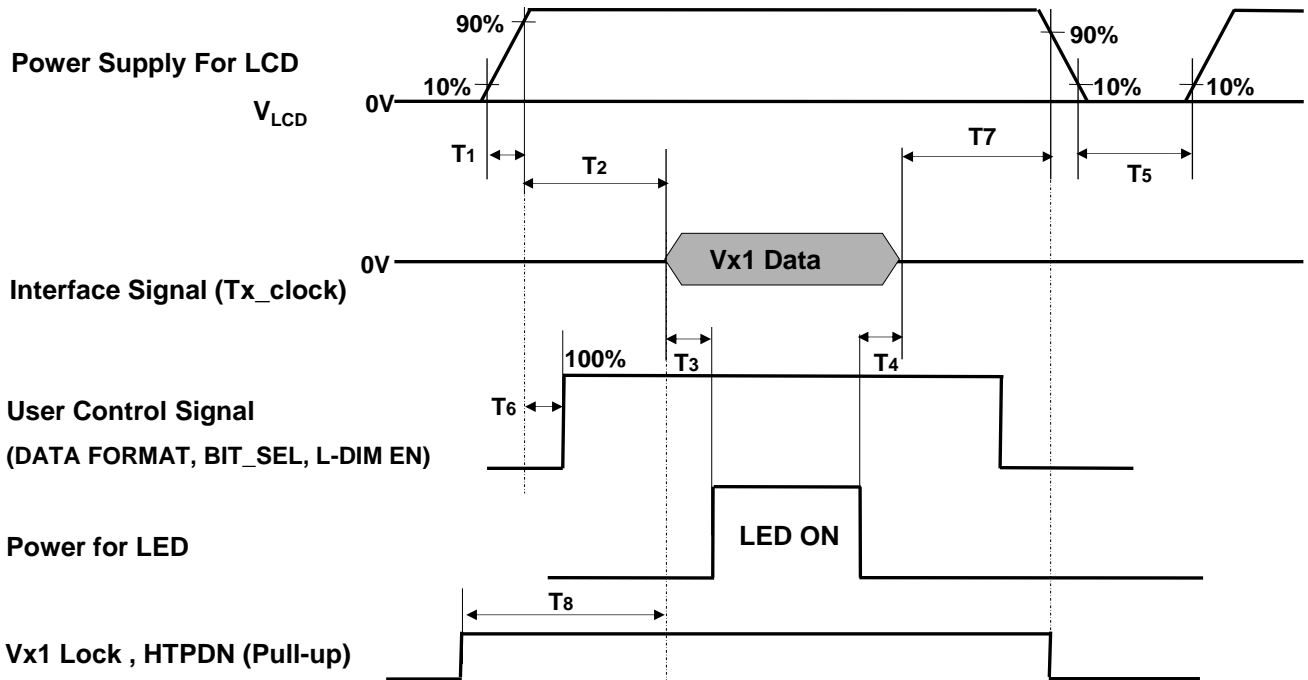 90%
90%
Power Supply For LCD
10%
10%
10%
VLCD
0V
T1
T2
T7
T5
0V
Vx1 Data
Interface Signal (Tx_clock)
100%
T3
T4
T6
User Control Signal
(DATA FORMAT, BIT_SEL, L-DIM EN)
LED ON
Power for LED
T8
Vx1 Lock , HTPDN (Pull-up)